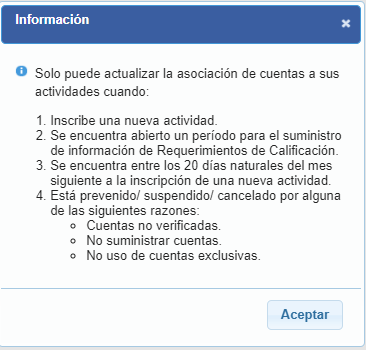 Información
Solo puede actualizar la asociación de cuentas a sus
actividades cuando:
1. Inscribe una nueva actividad.
2. Se encuentra abierto un período para el suministro
de información de Requerimientos de Calificación.
3. Se encuentra entre los 20 días naturales del mes
siguiente a la inscripción de una nueva actividad.
4. Está prevenido/ suspendido/ cancelado por alguna
de las siguientes razones:
Cuentas no verificadas.
No suministrar cuentas.
No uso de cuentas exclusivas.
Aceptar